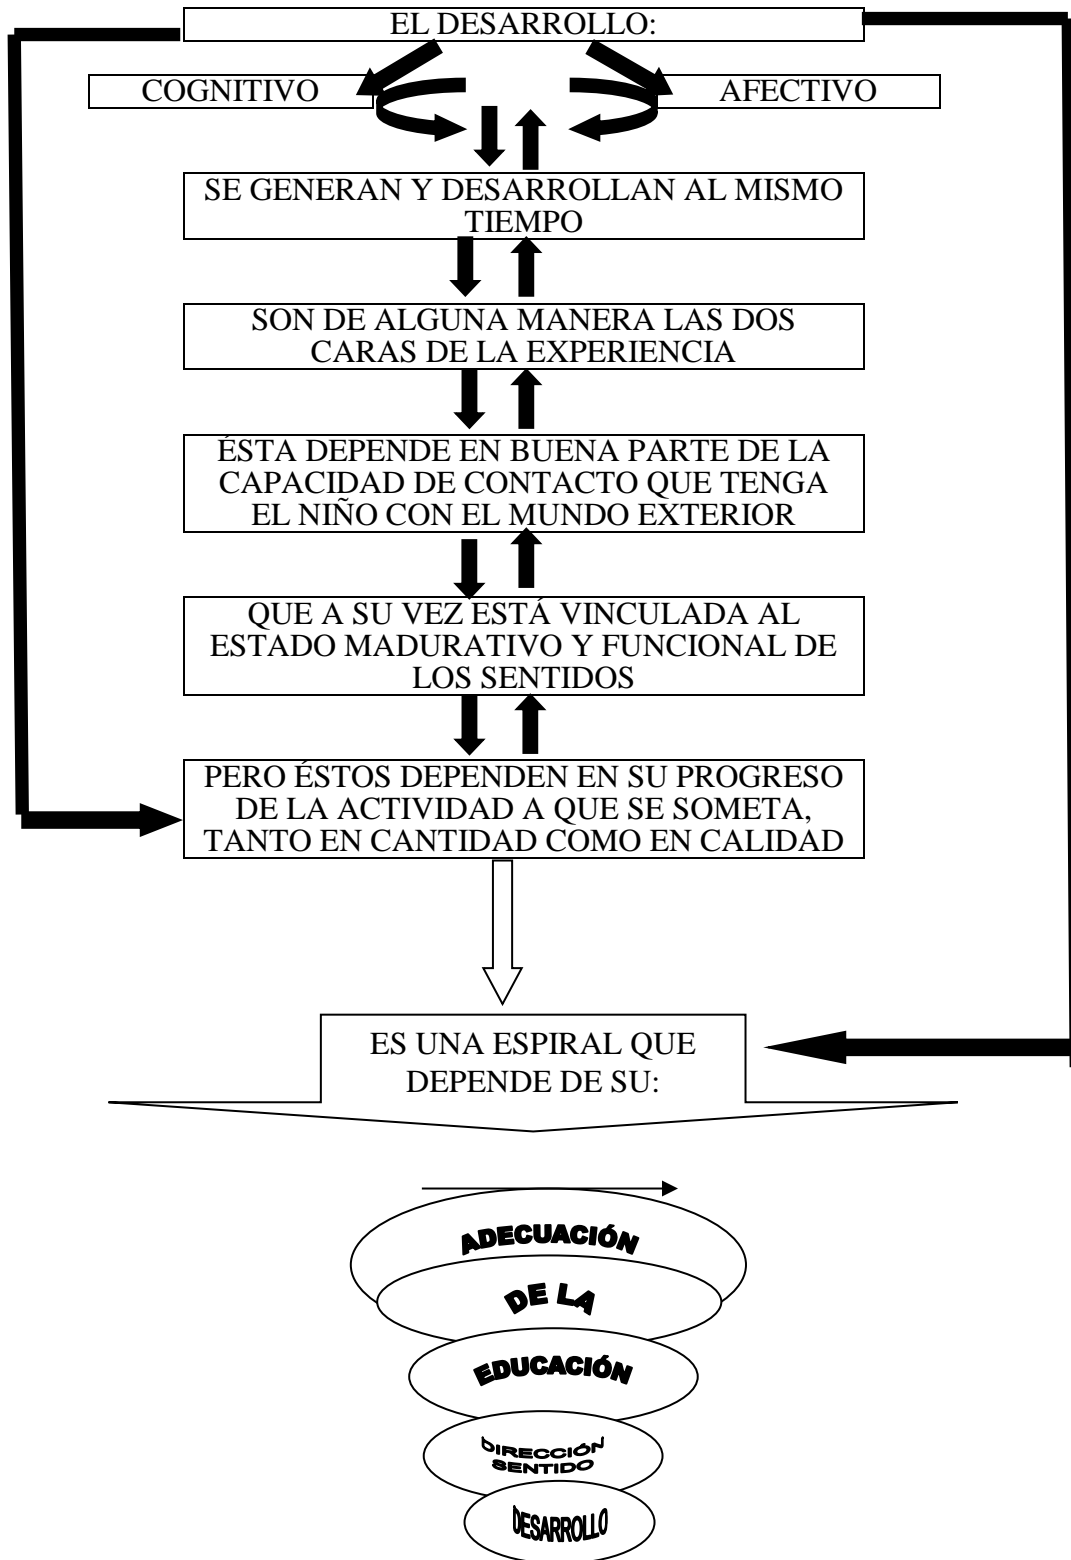 EL DESARROLLO:
COGNITIVO
AFECTIVO
SE GENERAN Y DESARROLLAN AL MISMO
TIEMPO
SON DE ALGUNA MANERA LAS DOS
CARAS DE LA EXPERIENCIA
ÉSTA DEPENDE EN BUENA PARTE DE LA
CAPACIDAD DE CONTACTO QUE TENGA
EL NIÑO CON EL MUNDO EXTERIOR
QUE A SU VEZ ESTÁ VINCULADA AL
ESTADO MADURATIVO Y FUNCIONAL DE
LOS SENTIDOS
PERO ÉSTOS DEPENDEN EN SU PROGRESO
DE LA ACTIVIDAD A QUE SE SOMETA,
TANTO EN CANTIDAD COMO EN CALIDAD
ES UNA ESPIRAL QUE
DEPENDE DE SU:
ADECUACIÓN
DE LA
EDUCACIÓN
DIRECCIÓN
SENTIDO
DESARROLLO